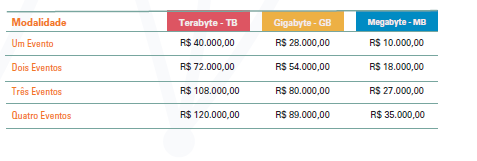 Modalidade Terabyte - TB Gigabyte - GB Megabyte - MB
Um Evento R$ 40.000,00 R$ 28.000,00 R$ 10.000,00
Dois Eventos R$ 72.000,00 R$ 54.000,00 R$ 18.000,00
Três Eventos R$ 108.000,00 R$ 80.000,00 R$ 27.000,00
Quatro Eventos R$ 120.000,00 R$ 89.000,00 R$ 35.000,00